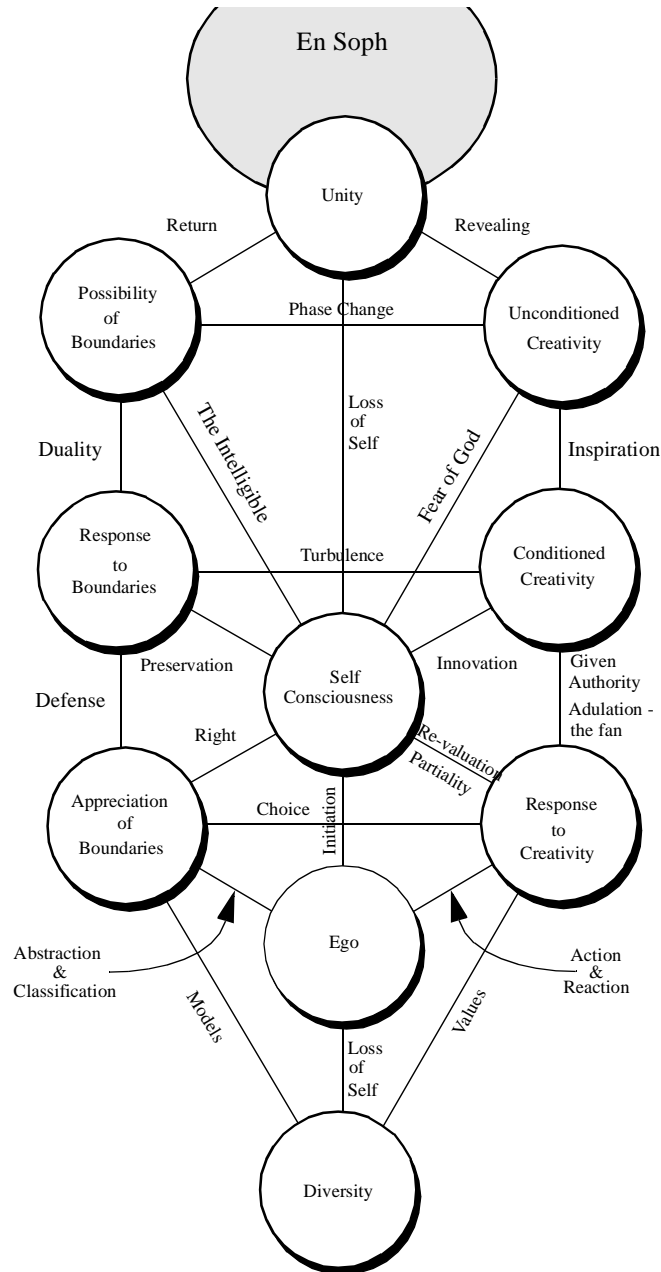 En Soph
Unity
Return
Revealing
Possibility
of
Boundaries
Phase Change
Unconditioned
Creativity
Loss
of
Self
Duality
The Intelligible
Fear of God
Inspiration
Response
to
Boundaries
Turbulence
Conditioned
Creativity
Preservation
Self
Consciousness
Innovation
Given
Authority
Adulation -
the fan
Defense
Right
Re-valuation
Partiality
Appreciation
of
Boundaries
Choice
Initiation
Response
to
Creativity
Ego
Abstraction
&
Classification
Action
&
Reaction
Models
Values
Loss
of
Self
Diversity